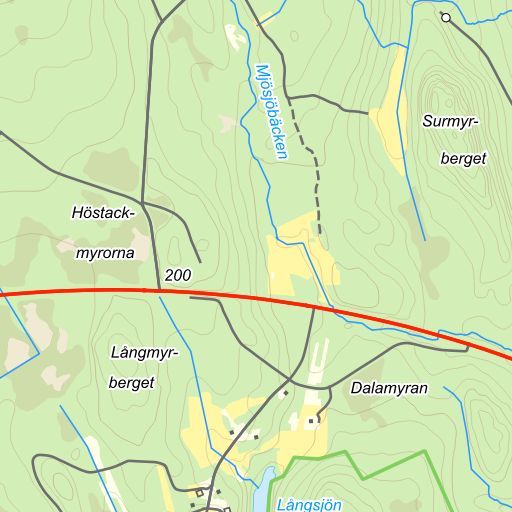 Mjösjöbäcken
Surmyr-
berget
Höstack-
myrorna
200
Långmyr-
berget
Dalamyran
Långsjön